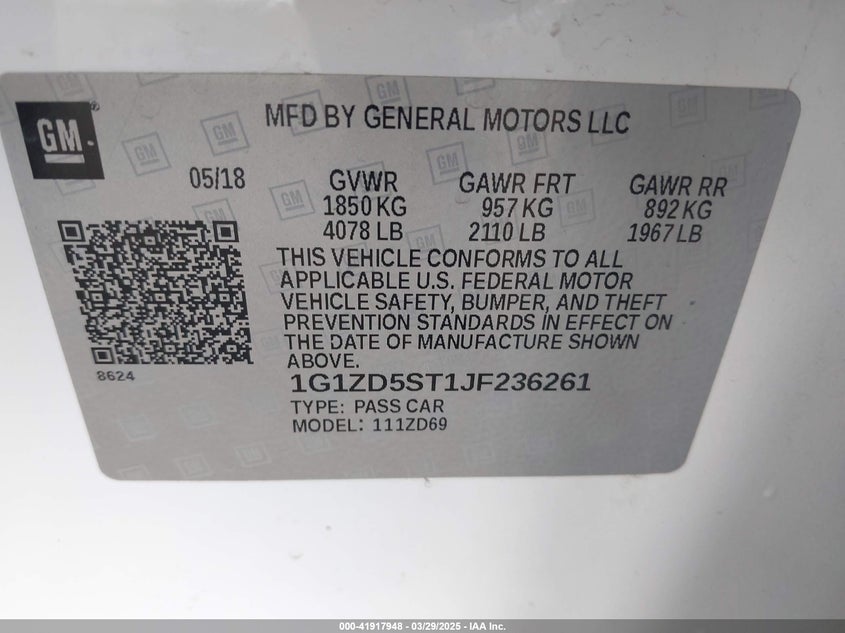 GM ®
MFD BY GENERAL MOTORS LLC
05/18 GVWR GAWR FRT GAWR RR
1850 KG 957 KG 892 KG
4078 LB 2110 LB 1967 LB
THIS VEHICLE CONFORMS TO ALL
APPLICABLE U.S. FEDERAL MOTOR
VEHICLE SAFETY, BUMPER, AND THEFT
PREVENTION STANDARDS IN EFFECT ON
THE DATE OF MANUFACTURE SHOWN
ABOVE.
8624
1G1ZD5ST1JF236261
TYPE: PASS CAR
MODEL: 111ZD69
000-41917948 - 03/29/2025 - IAA Inc.